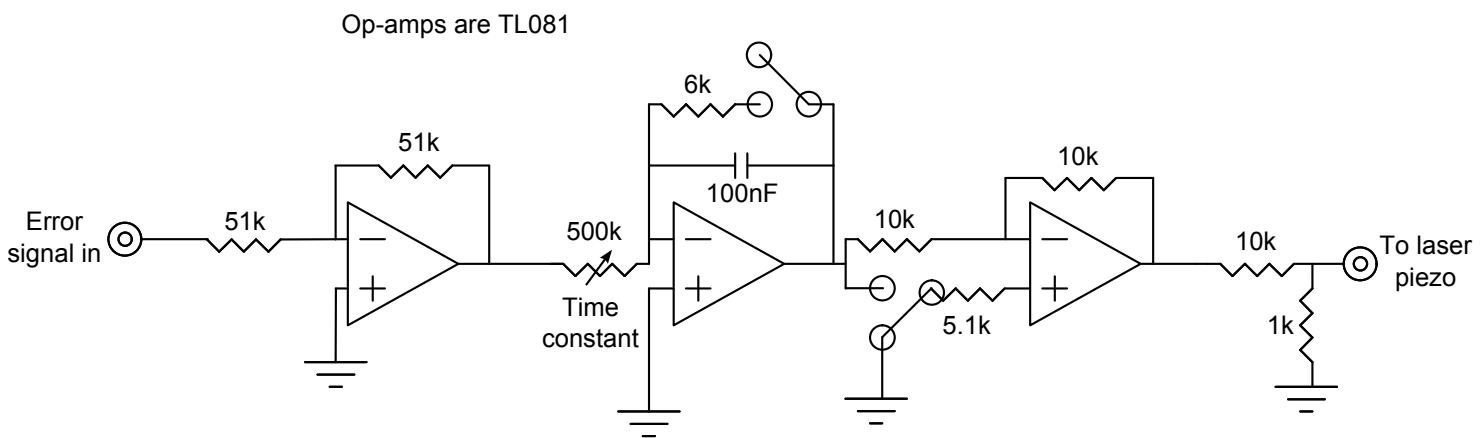 Op-amps are TL081
6k
51k
100nF
10k
Error
signal in
51k
500k
10k
10k
To laser
piezo
Time
constant
5.1k
1k